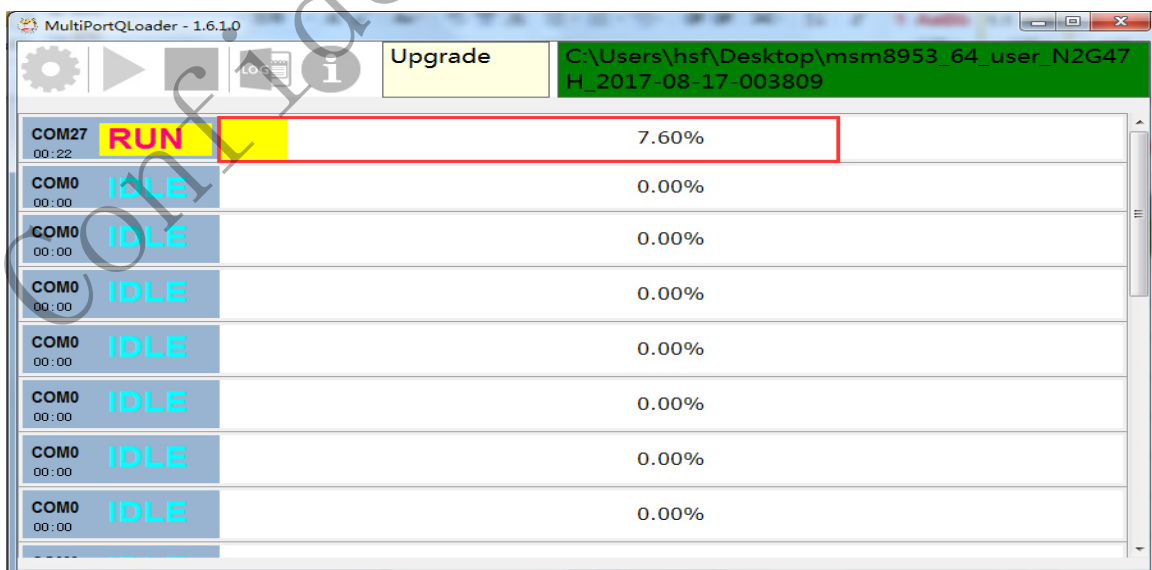 MultiPortQLoader - 1.6.1.0
LOG
Upgrade
C:\Users\hsf\Desktop\msm8953_64_user_N2G47
H_2017-08-17-003809
COM27
00:22
RUN
7.60%
COM0
00:00
IDLE
0.00%
COM0
00:00
IDLE
0.00%
COM0
00:00
IDLE
0.00%
COM0
00:00
IDLE
0.00%
COM0
00:00
IDLE
0.00%
COM0
00:00
IDLE
0.00%
COM0
00:00
IDLE
0.00%
Confid